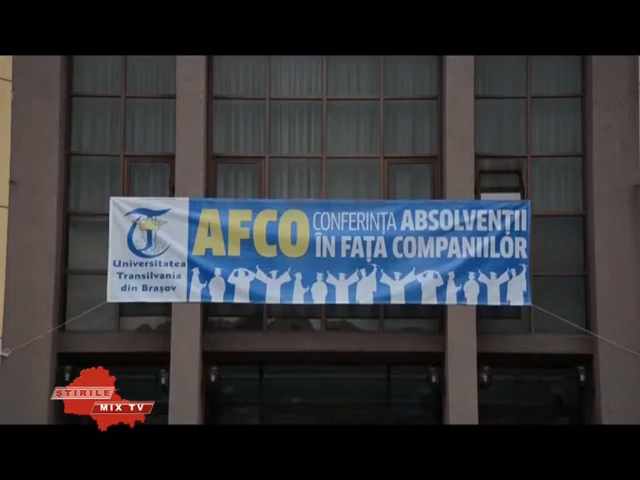 AFCO
CONFERINȚA ABSOLVENȚII
ÎN FAȚA COMPANIILOR
Universitatea
Transilvania
din Brașov
ȘTIRILE
MIX TV